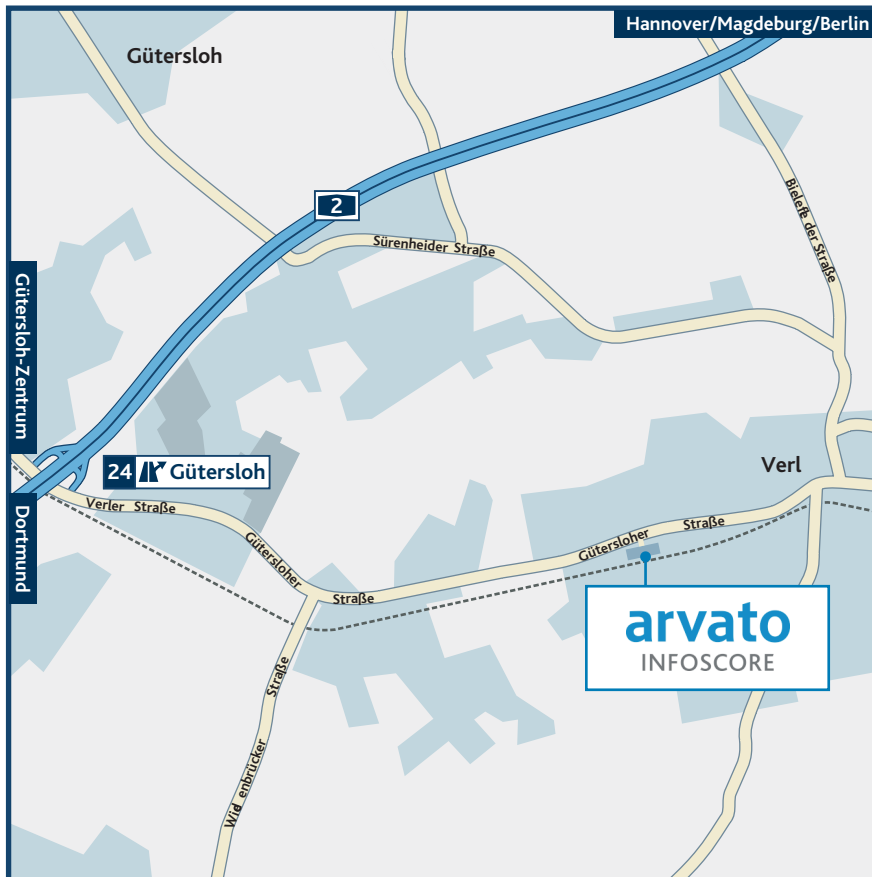 Hannover/Magdeburg/Berlin
Gütersloh
2
Sürenheider Straße
Bielefelder Straße
Gütersloh-Zentrum
24 Gütersloh
Verl
Dortmund
Verler Straße
Gütersloher Straße
Gütersloher Straße
arvato
INFOSCORE
Wiedenbrücker Straße